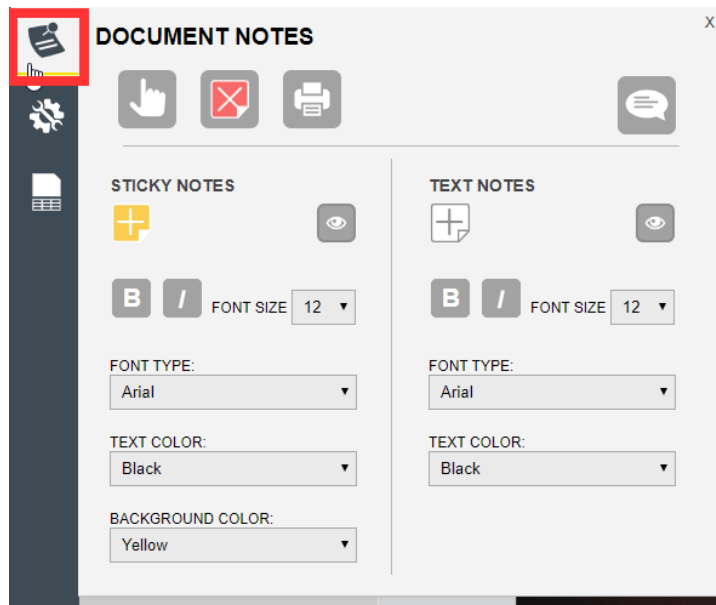 DOCUMENT NOTES
X
STICKY NOTES
B I FONT SIZE 12
FONT TYPE:
Arial
TEXT COLOR:
Black
BACKGROUND COLOR:
Yellow
TEXT NOTES
B I FONT SIZE 12
FONT TYPE:
Arial
TEXT COLOR:
Black